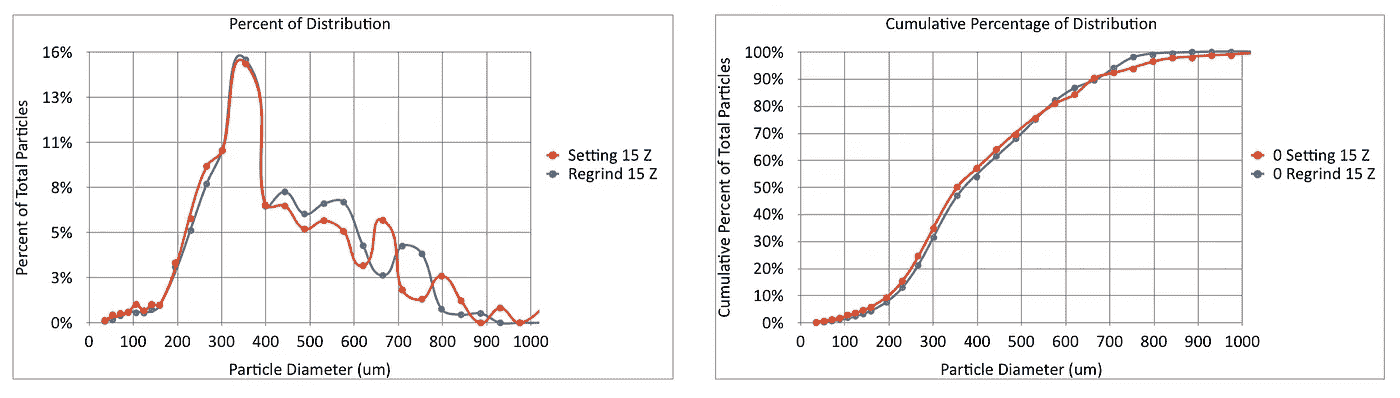 Percent of Distribution
Percent of Total Particles
16%
13%
11%
8%
5%
3%
0%
0 100 200 300 400 500 600 700 800 900 1000
Particle Diameter (um)
Setting 15 Z
Regrind 15 Z
Cumulative Percentage of Distribution
Cumulative Percent of Total Particles
100%
90%
80%
70%
60%
50%
40%
30%
20%
10%
0%
0 100 200 300 400 500 600 700 800 900 1000
Particle Diameter (um)
0 Setting 15 Z
0 Regrind 15 Z